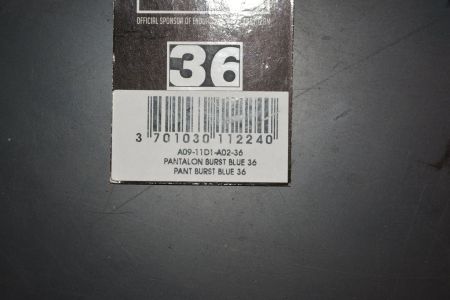 OFFICIAL SPONSOR OF ENDURO
36
3 701030 112240
A09-11D1-A02-36
PANTALON BURST BLUE 36
PANT BURST BLUE 36